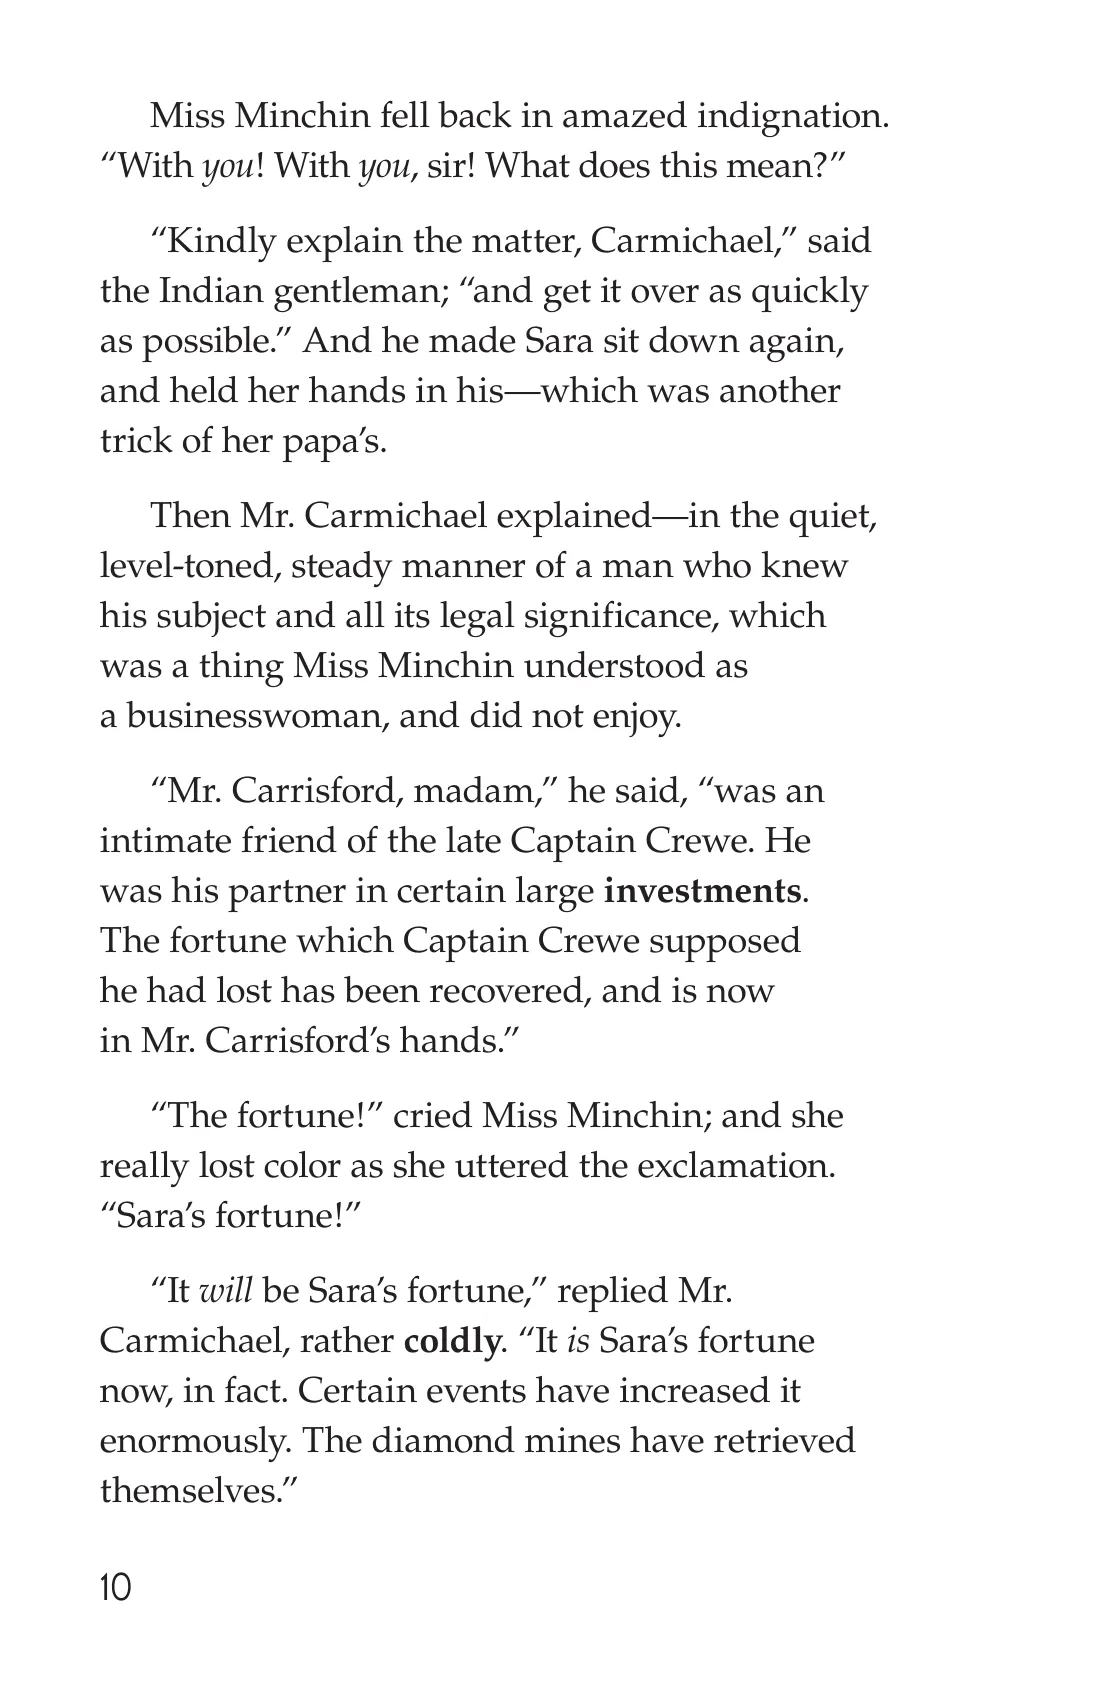 Miss Minchin fell back in amazed indignation.
“With you! With you, sir! What does this mean?”
“Kindly explain the matter, Carmichael,” said
the Indian gentleman; “and get it over as quickly
as possible.” And he made Sara sit down again,
and held her hands in his—which was another
trick of her papa’s.
Then Mr. Carmichael explained—in the quiet,
level-toned, steady manner of a man who knew
his subject and all its legal significance, which
was a thing Miss Minchin understood as
a businesswoman, and did not enjoy.
“Mr. Carrisford, madam,” he said, “was an
intimate friend of the late Captain Crewe. He
was his partner in certain large investments.
The fortune which Captain Crewe supposed
he had lost has been recovered, and is now
in Mr. Carrisford’s hands.”
“The fortune!” cried Miss Minchin; and she
really lost color as she uttered the exclamation.
“Sara’s fortune!”
“It will be Sara’s fortune,” replied Mr.
Carmichael, rather coldly. “It is Sara’s fortune
now, in fact. Certain events have increased it
enormously. The diamond mines have retrieved
themselves.”
10